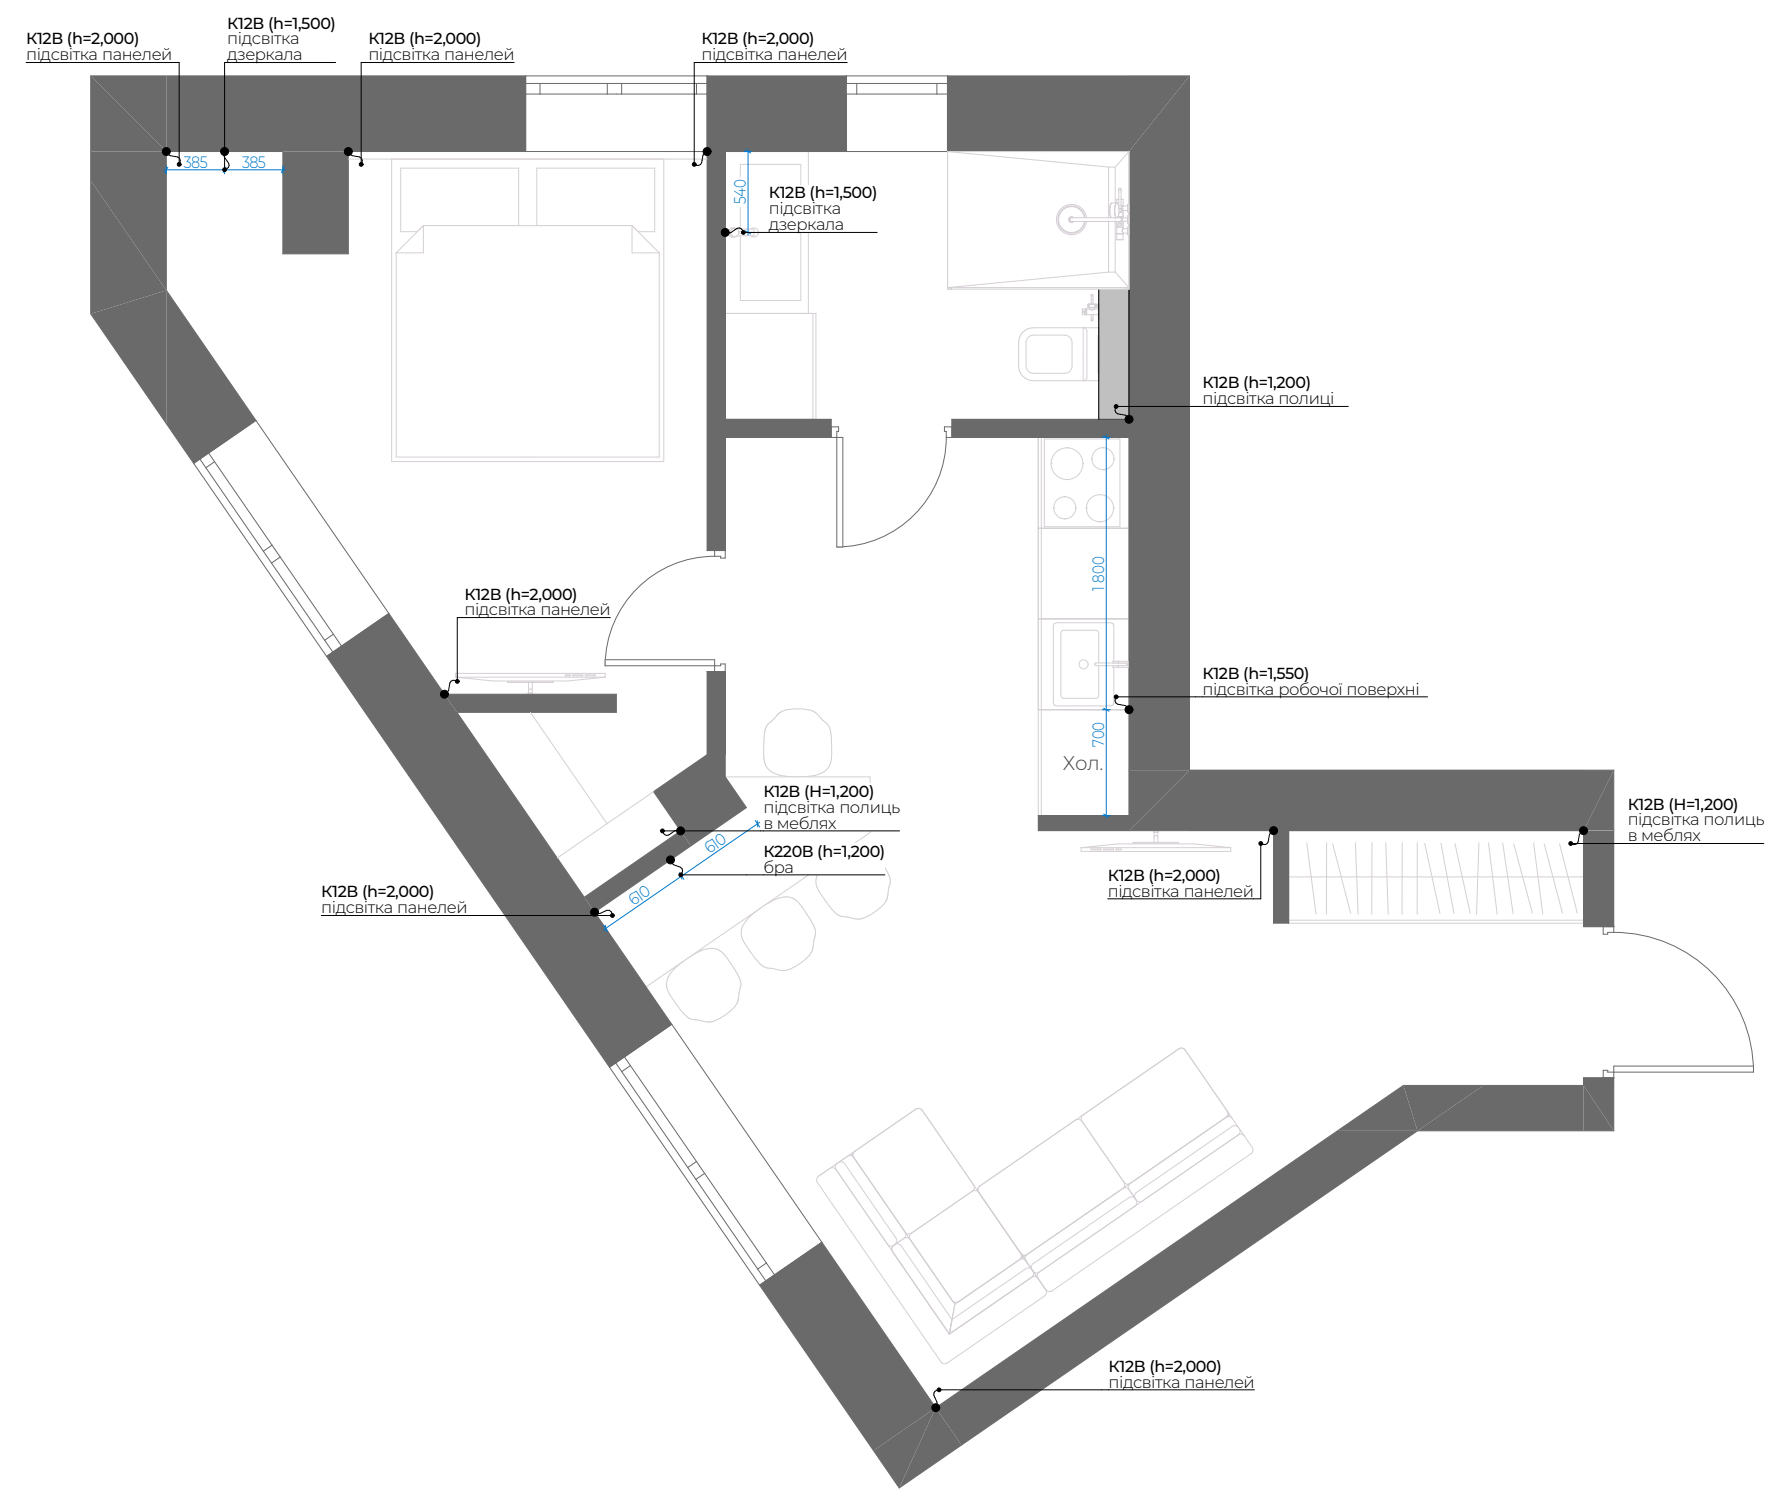 К12В (h=2,000)
підсвітка панелей
К12В (h=1,500)
підсвітка
дзеркала
К12В (h=2,000)
підсвітка панелей
К12В (h=2,000)
підсвітка панелей
385
385
540
К12В (h=1,500)
підсвітка
дзеркала
К12В (h=1,200)
підсвітка полиці
1 800
К12В (h=2,000)
підсвітка панелей
К12В (h=1,550)
підсвітка робочої поверхні
700
Хол.
К12В (H=1,200)
підсвітка полиць
в меблях
К12В (H=1,200)
підсвітка полиць
в меблях
610
К220В (h=1,200)
бра
610
К12В (h=2,000)
підсвітка панелей
К12В (h=2,000)
підсвітка панелей
К12В (h=2,000)
підсвітка панелей